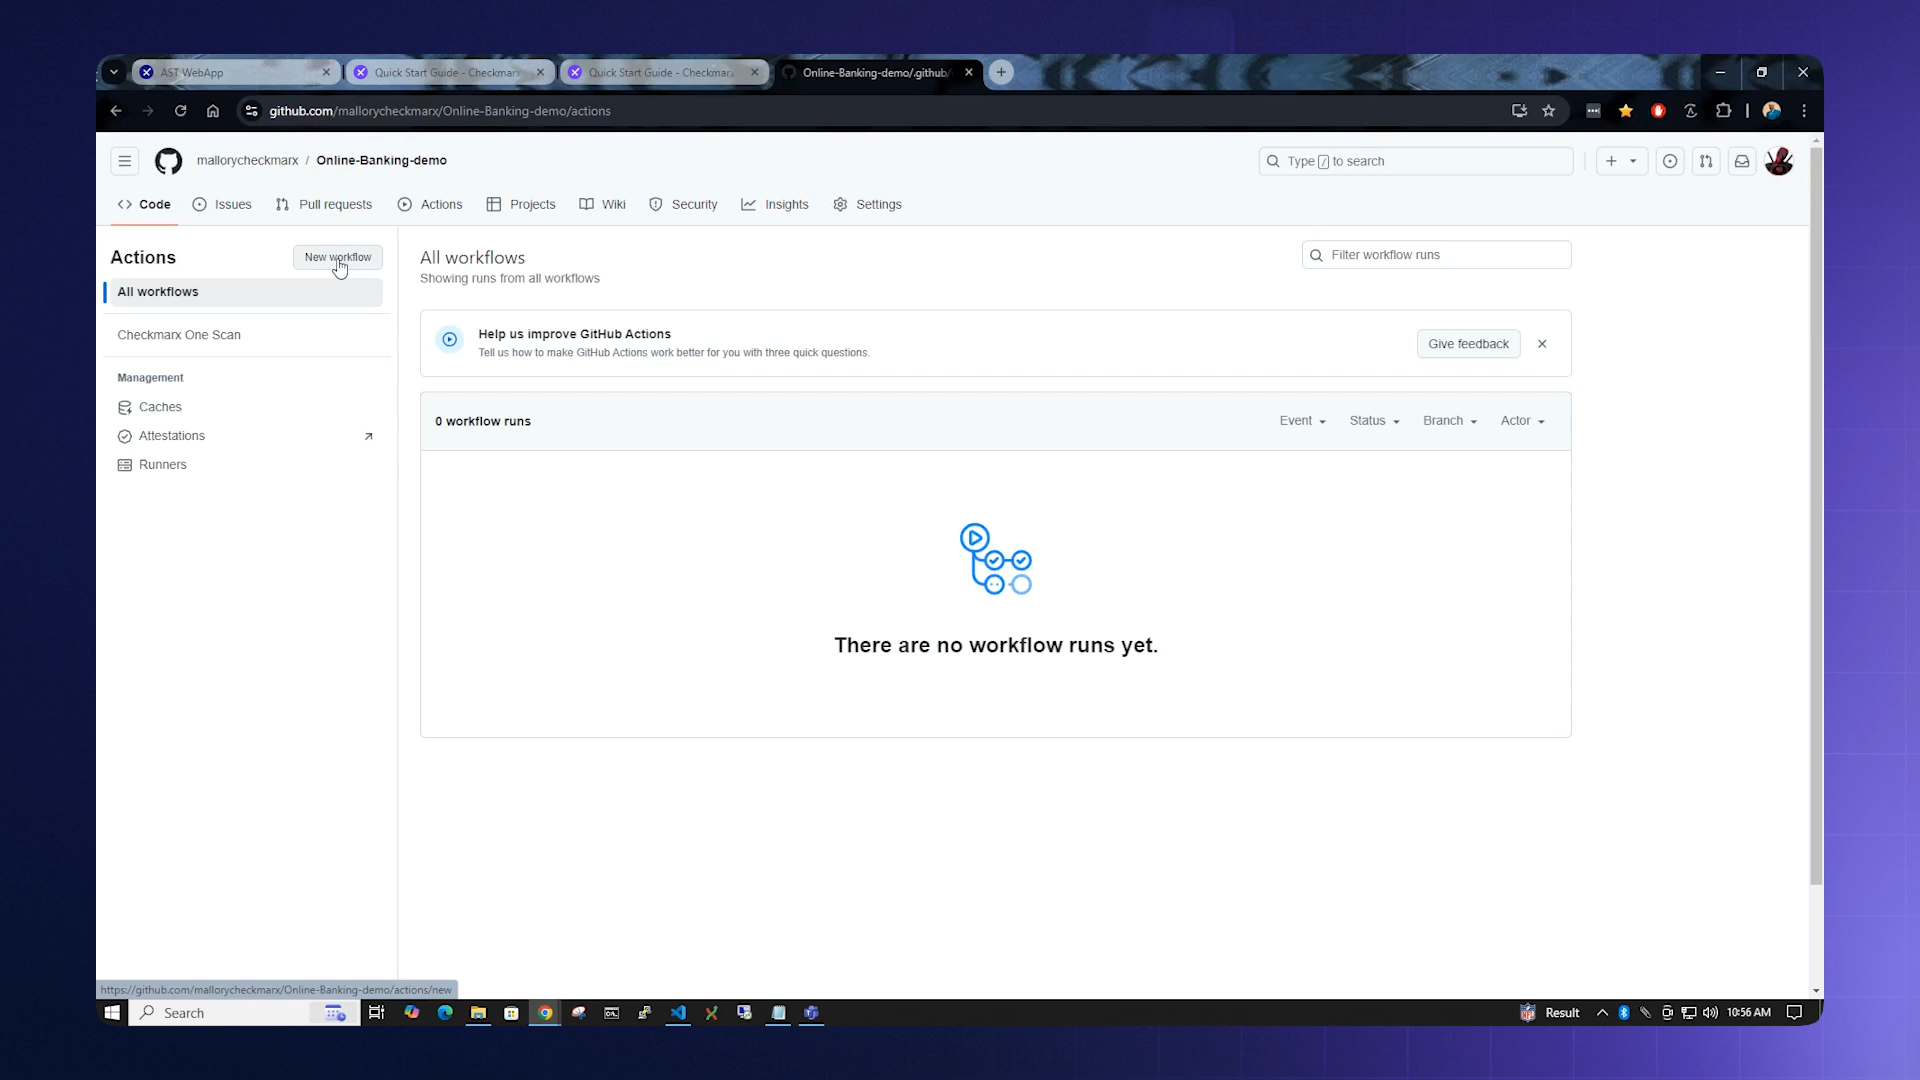 AST WebApp
Quick Start Guide - Checkmarx
Quick Start Guide - Checkmarx
Online-Banking-demo/.github/
github.com/mallorycheckmarx/Online-Banking-demo/actions
mallorycheckmarx / Online-Banking-demo
Type / to search
Code
Issues
Pull requests
Actions
Projects
Wiki
Security
Insights
Settings
Actions
New workflow
All workflows
Checkmarx One Scan
Management
Caches
Attestations
Runners
All workflows
Showing runs from all workflows
Filter workflow runs
Help us improve GitHub Actions
Tell us how to make GitHub Actions work better for you with three quick questions.
Give feedback
0 workflow runs
Event
Status
Branch
Actor
There are no workflow runs yet.
https://github.com/mallorycheckmarx/Online-Banking-demo/actions/new
Search
Result
10:56 AM